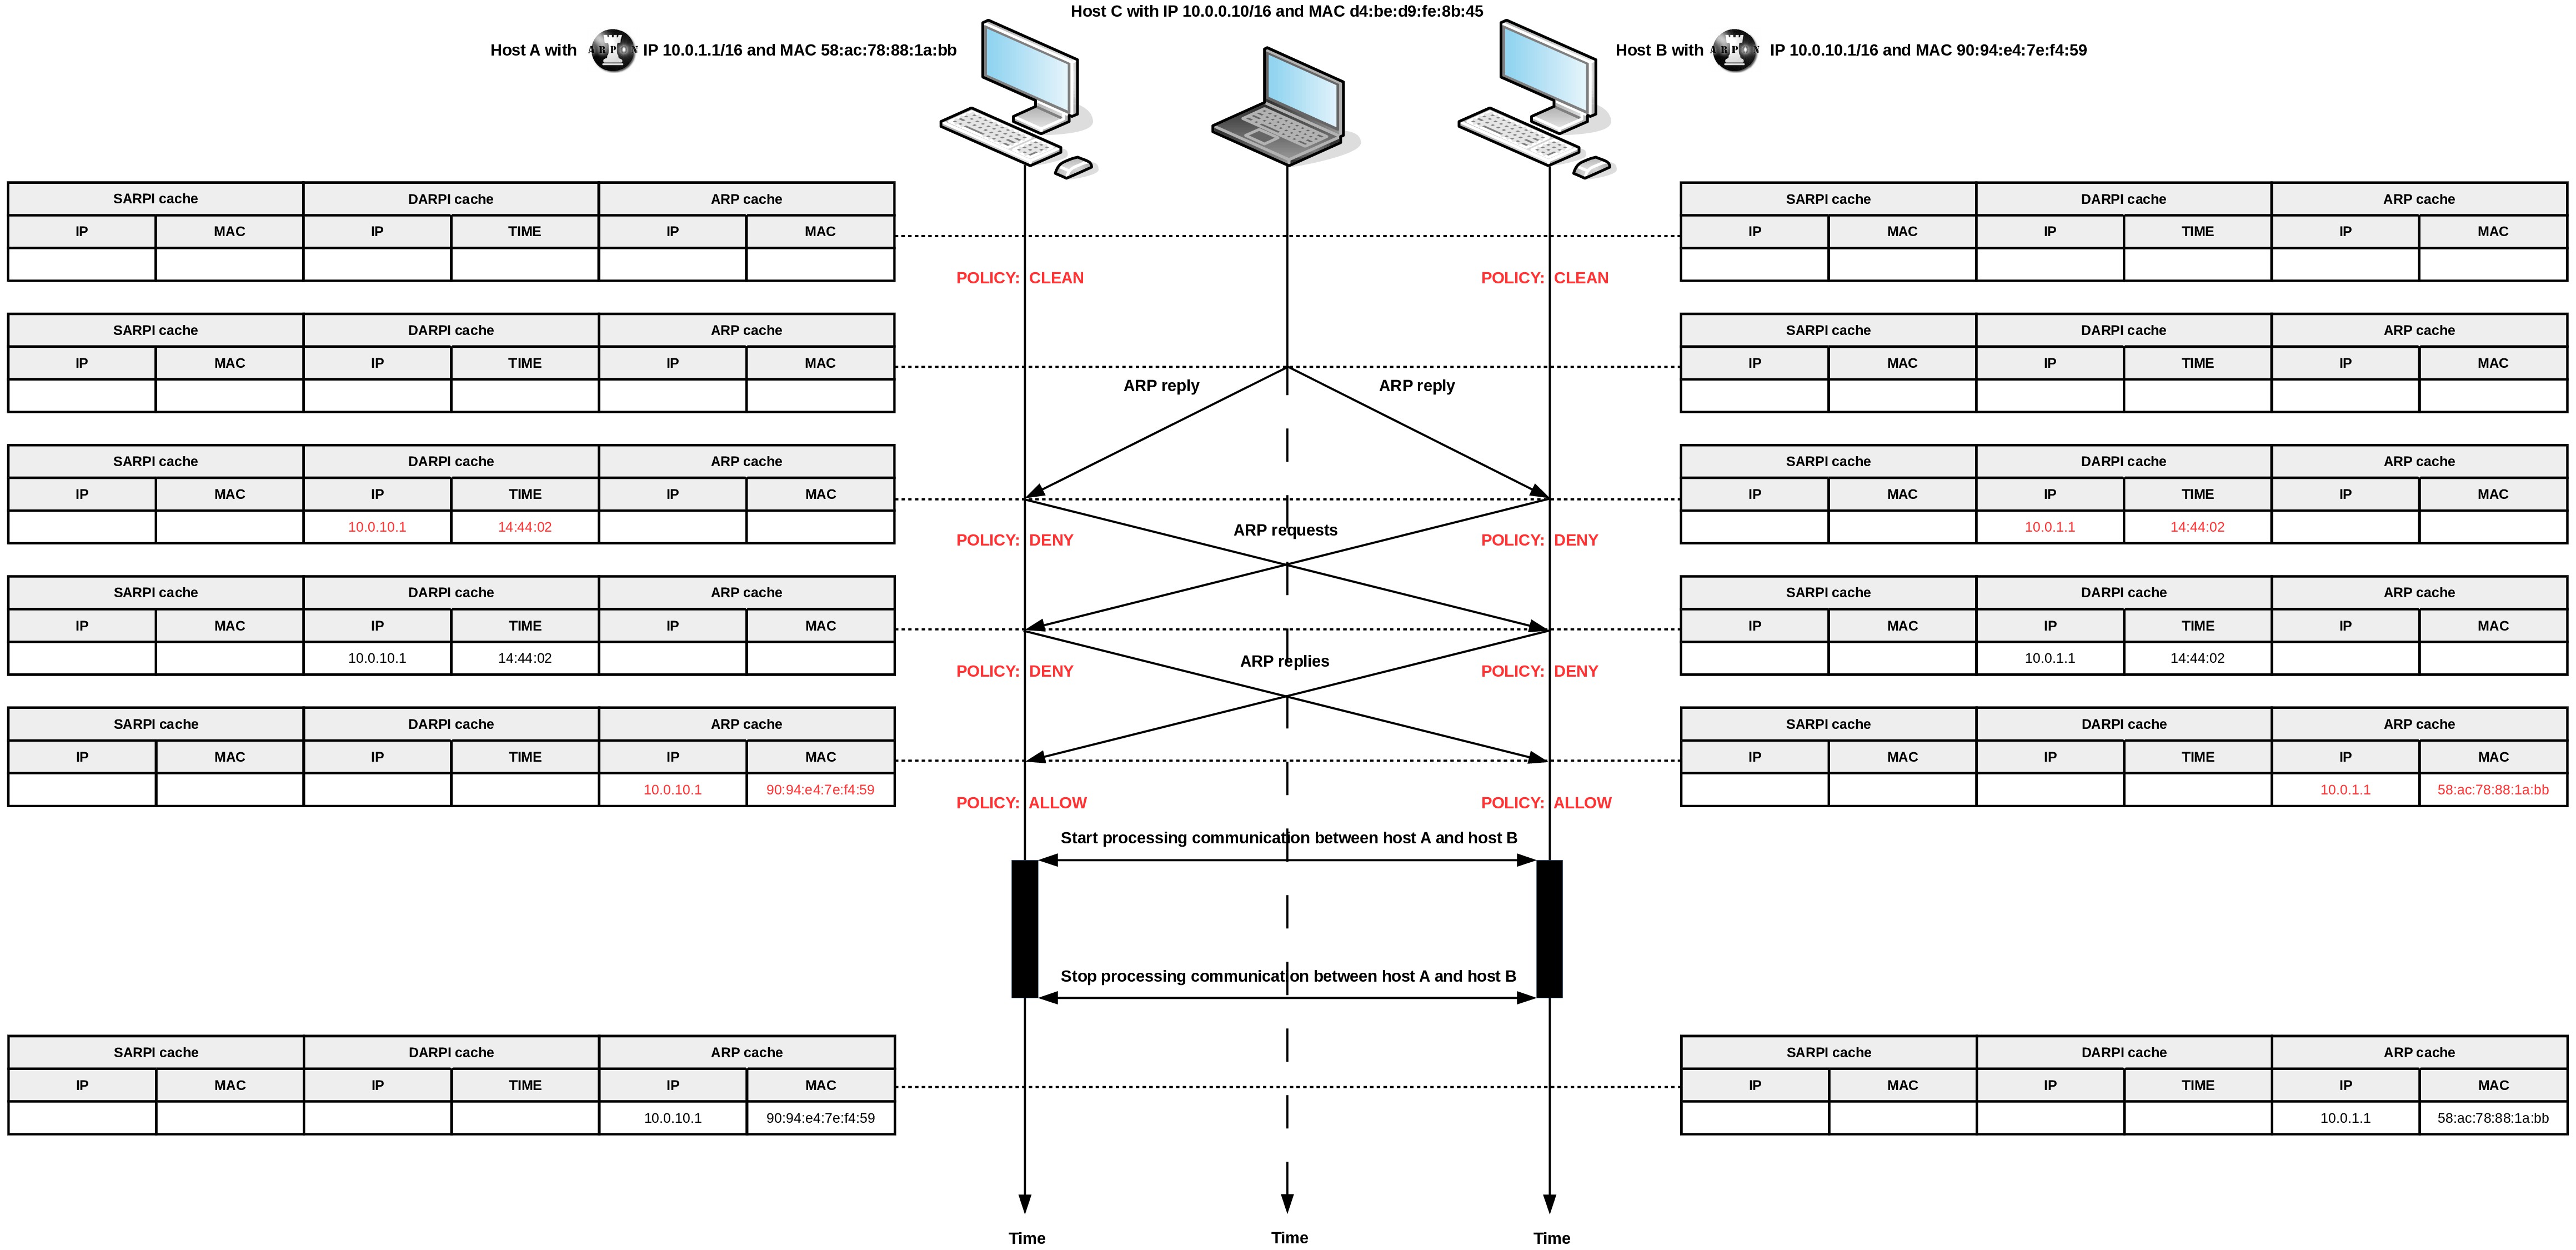 Host C with IP 10.0.0.10/16 and MAC d4:be:d9:fe:8b:45
Host A with ARPON IP 10.0.1.1/16 and MAC 58:ac:78:88:1a:bb
Host B with ARPON IP 10.0.10.1/16 and MAC 90:94:e4:7e:f4:59
SARPI cache DARPI cache ARP cache
IP MAC IP TIME IP MAC
SARPI cache DARPI cache ARP cache
IP MAC IP TIME IP MAC
POLICY: CLEAN
POLICY: CLEAN
SARPI cache DARPI cache ARP cache
IP MAC IP TIME IP MAC
SARPI cache DARPI cache ARP cache
IP MAC IP TIME IP MAC
ARP reply
ARP reply
SARPI cache DARPI cache ARP cache
IP MAC IP TIME IP MAC
10.0.10.1 14:44:02
SARPI cache DARPI cache ARP cache
IP MAC IP TIME IP MAC
10.0.1.1 14:44:02
ARP requests
POLICY: DENY
POLICY: DENY
SARPI cache DARPI cache ARP cache
IP MAC IP TIME IP MAC
10.0.10.1 14:44:02
SARPI cache DARPI cache ARP cache
IP MAC IP TIME IP MAC
10.0.1.1 14:44:02
ARP replies
POLICY: DENY
POLICY: DENY
SARPI cache DARPI cache ARP cache
IP MAC IP TIME IP MAC
10.0.10.1 90:94:e4:7e:f4:59
SARPI cache DARPI cache ARP cache
IP MAC IP TIME IP MAC
10.0.1.1 58:ac:78:88:1a:bb
POLICY: ALLOW
POLICY: ALLOW
Start processing communication between host A and host B
Stop processing communication between host A and host B
SARPI cache DARPI cache ARP cache
IP MAC IP TIME IP MAC
10.0.10.1 90:94:e4:7e:f4:59
SARPI cache DARPI cache ARP cache
IP MAC IP TIME IP MAC
10.0.1.1 58:ac:78:88:1a:bb
Time
Time
Time